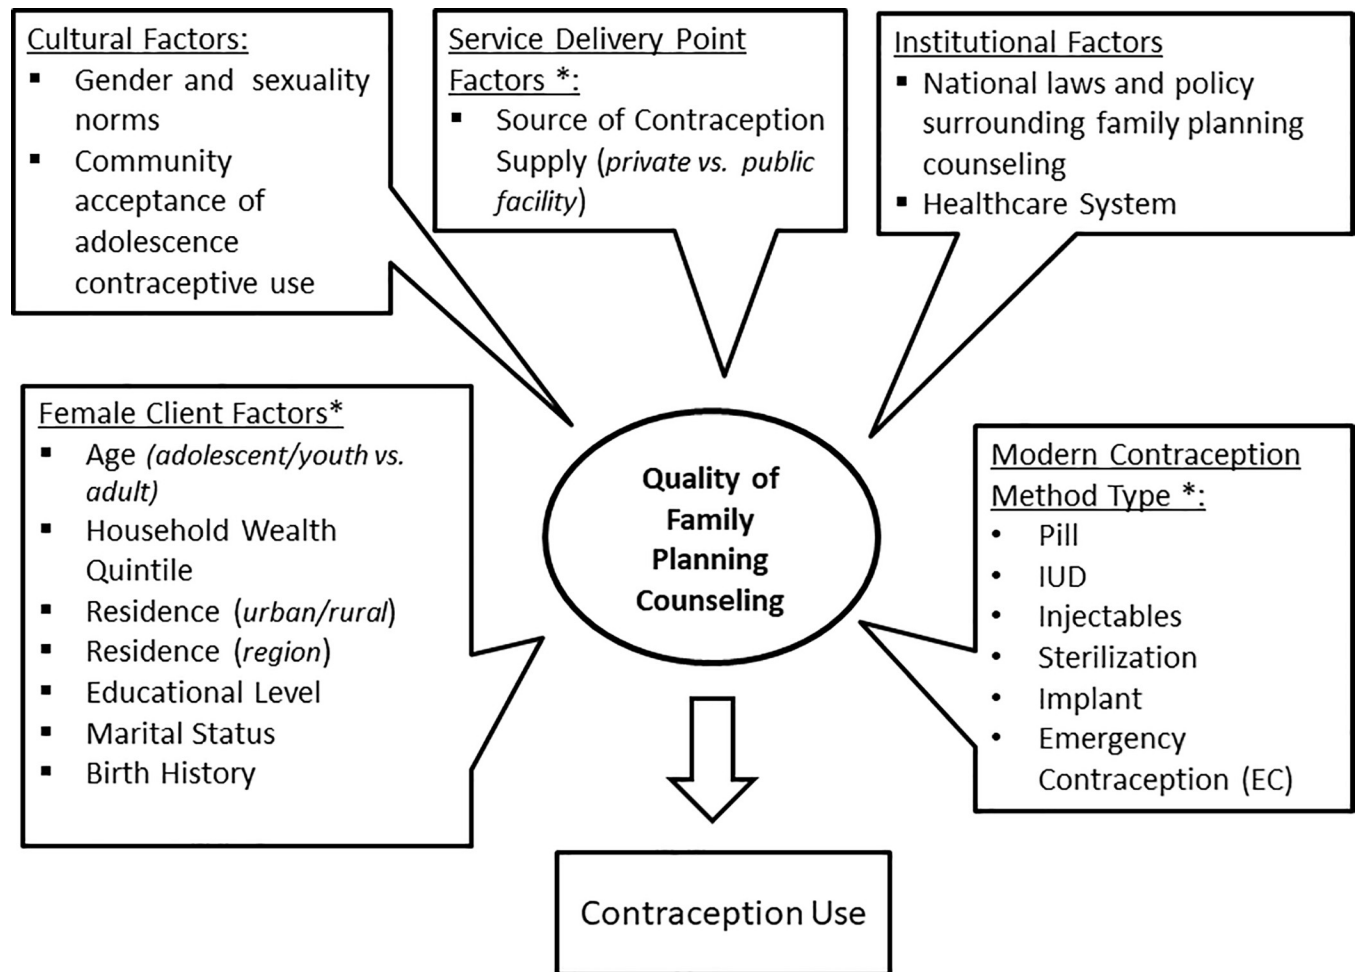 Cultural Factors:
▪ Gender and sexuality
norms
▪ Community
acceptance of
adolescence
contraceptive use
Service Delivery Point
Factors *:
▪ Source of Contraception
Supply (private vs. public
facility)
Institutional Factors
▪ National laws and policy
surrounding family planning
counseling
▪ Healthcare System
Female Client Factors*
▪ Age (adolescent/youth vs.
adult)
▪ Household Wealth
Quintile
▪ Residence (urban/rural)
▪ Residence (region)
▪ Educational Level
▪ Marital Status
▪ Birth History
Quality of
Family
Planning
Counseling
Modern Contraception
Method Type *:
• Pill
• IUD
• Injectables
• Sterilization
• Implant
• Emergency
Contraception (EC)
Contraception Use